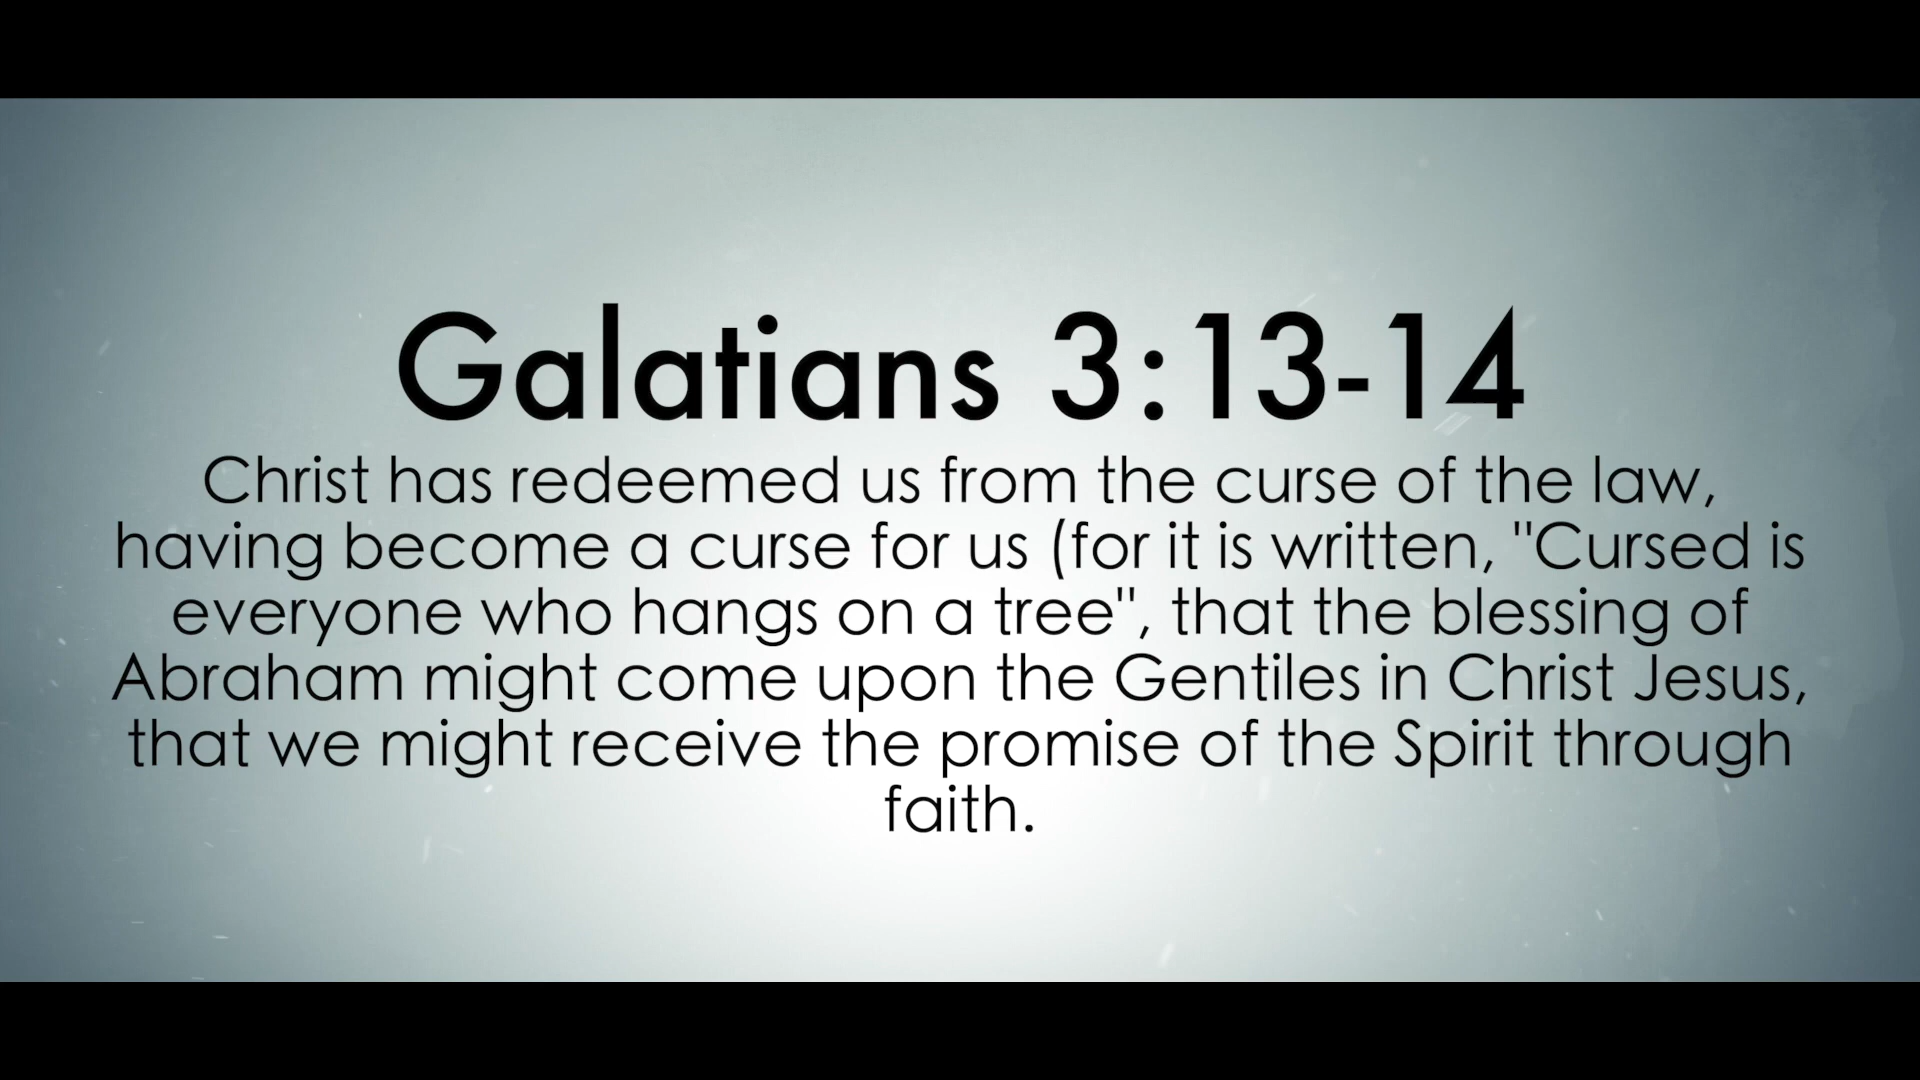 Galatians 3:13-14
Christ has redeemed us from the curse of the law,
having become a curse for us (for it is written, "Cursed is
everyone who hangs on a tree", that the blessing of
Abraham might come upon the Gentiles in Christ Jesus,
that we might receive the promise of the Spirit through
faith.